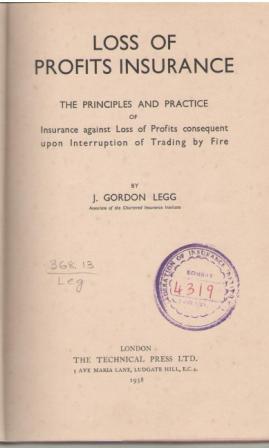 LOSS OF
PROFITS INSURANCE
THE PRINCIPLES AND PRACTICE
OF
Insurance against Loss of Profits consequent
upon Interruption of Trading by Fire
BY
J. GORDON LEGG
Associate of the Chartered Insurance Institute
368.13
Leg
BOMBAY
4319
LONDON
THE TECHNICAL PRESS LTD.
5 AVE MARIA LANE, LUDGATE HILL, E.C.4.
1938